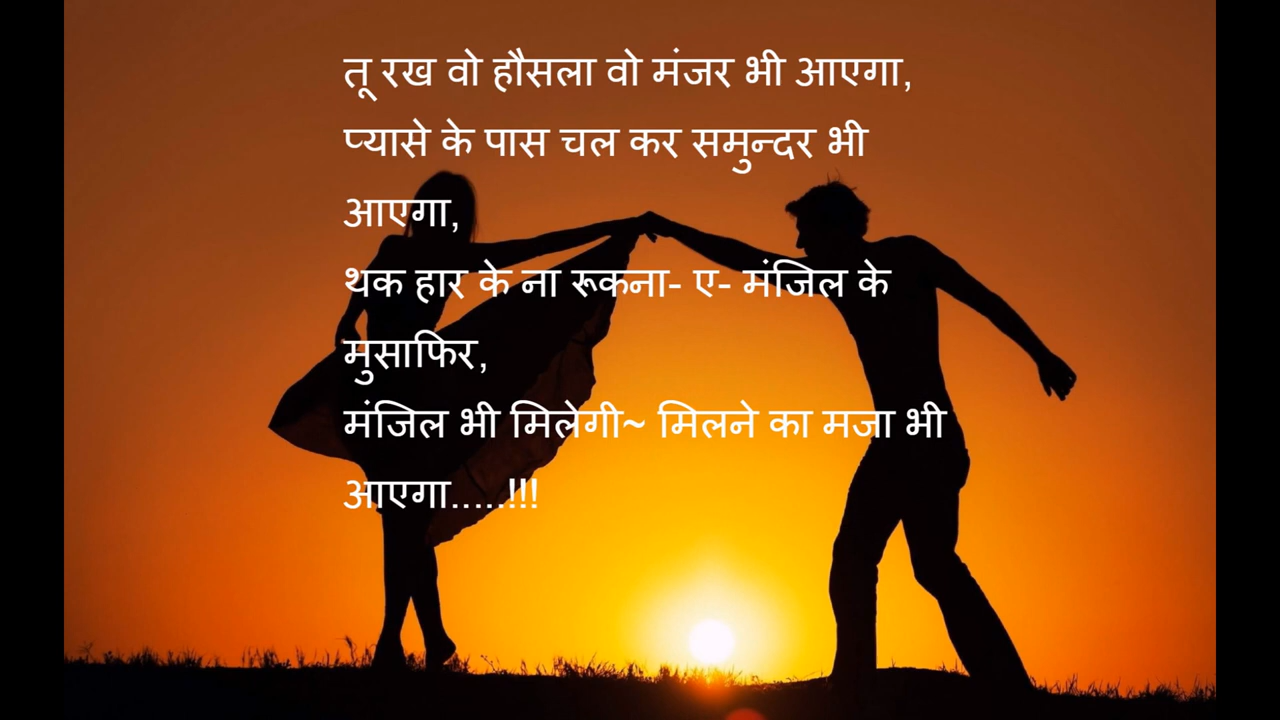 तू रख वो हौसला वो मंजर भी आएगा,
प्यासे के पास चल कर समुन्दर भी
आएगा,
थक हार के ना रूकना- ए- मंजिल के
मुसाफिर,
मंजिल भी मिलेगी~ मिलने का मजा भी
आएगा.....!!!